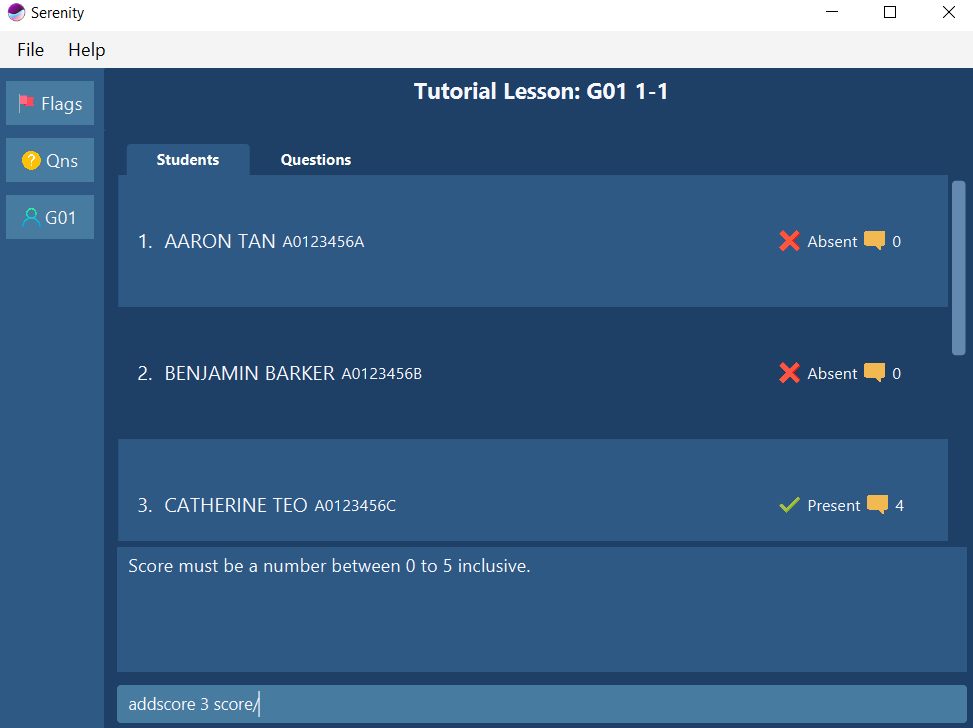 Serenity
File Help
Tutorial Lesson: G01 1-1
Flags
Qns
G01
Students Questions
1. AARON TAN A0123456A Absent 0
2. BENJAMIN BARKER A0123456B Absent 0
3. CATHERINE TEO A0123456C Present 4
Score must be a number between 0 to 5 inclusive.
addscore 3 score/